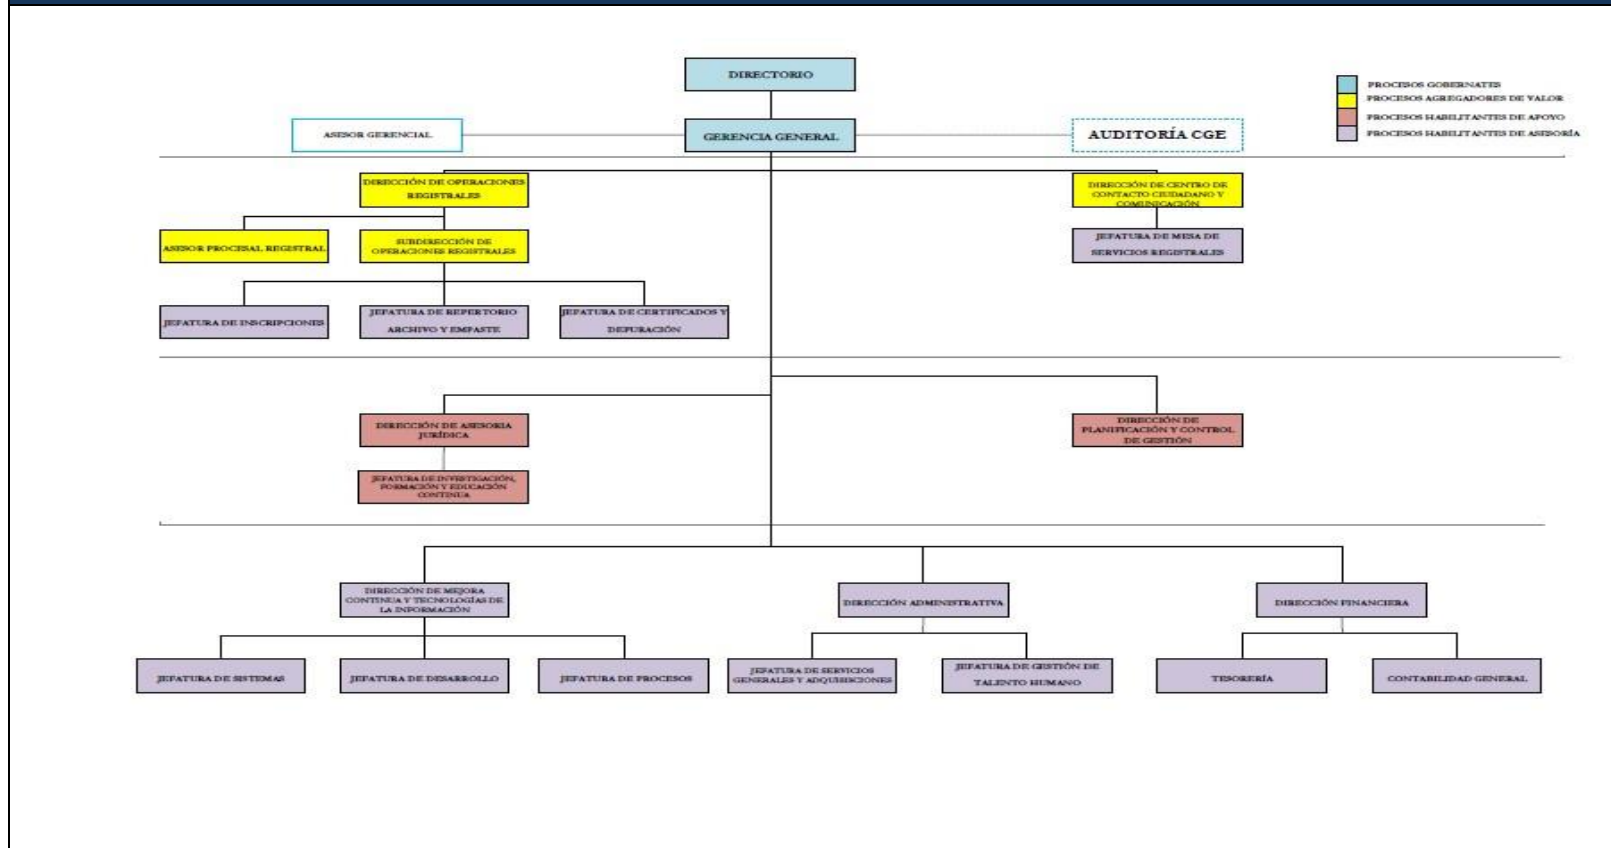 DIRECTORIO
PROCESOS GOBERNATES
PROCESOS AGREGADORES DE VALOR
PROCESOS HABILITANTES DE APOYO
PROCESOS HABILITANTES DE ASESORÍA
ASESOR GERENCIAL
GERENCIA GENERAL
AUDITORÍA CGE
DIRECCIÓN DE OPERACIONES
REGISTRALES
DIRECCIÓN DE CENTRO DE
CONTACTO CIUDADANO Y
COMUNICACIÓN
ASESOR PROCESAL REGISTRAL
SUBDIRECCIÓN DE
OPERACIONES REGISTRALES
JEFATURA DE MESA DE
SERVICIOS REGISTRALES
JEFATURA DE INSCRIPCIONES
JEFATURA DE REPERTORIO
ARCHIVO Y EMPASTE
JEFATURA DE CERTIFICADOS Y
DEPURACIÓN
DIRECCIÓN DE ASESORIA
JURÍDICA
DIRECCIÓN DE
PLANIFICACIÓN Y CONTROL
DE GESTIÓN
JEFATURA DE INVESTIGACIÓN,
FORMACIÓN Y EDUCACIÓN
CONTINUA
DIRECCIÓN DE MEJORA
CONTINUA Y TECNOLOGÍAS DE
LA INFORMACIÓN
DIRECCIÓN ADMINISTRATIVA
DIRECCIÓN FINANCIERA
JEFATURA DE SISTEMAS
JEFATURA DE DESARROLLO
JEFATURA DE PROCESOS
JEFATURA DE SERVICIOS
GENERALES Y ADQUISICIONES
JEFATURA DE GESTIÓN DE
TALENTO HUMANO
TESORERÍA
CONTABILIDAD GENERAL